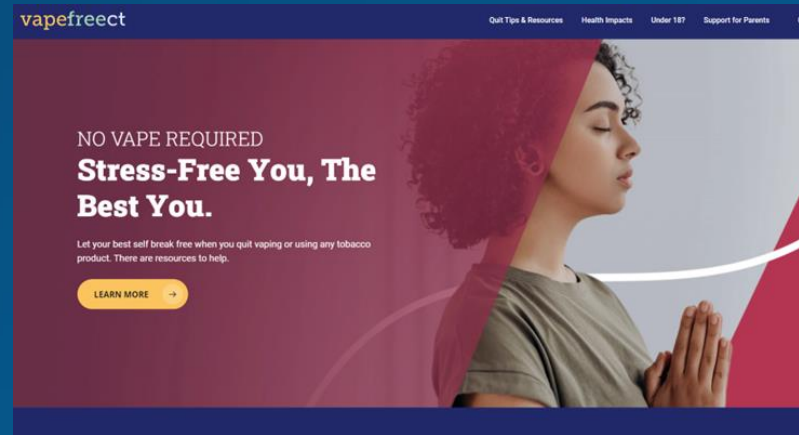 vapefreect
Quit Tips & Resources Health Impacts Under 18? Support for Parents
NO VAPE REQUIRED
Stress-Free You, The
Best You.
Let your best self break free when you quit vaping or using any tobacco
product. There are resources to help.
LEARN MORE →